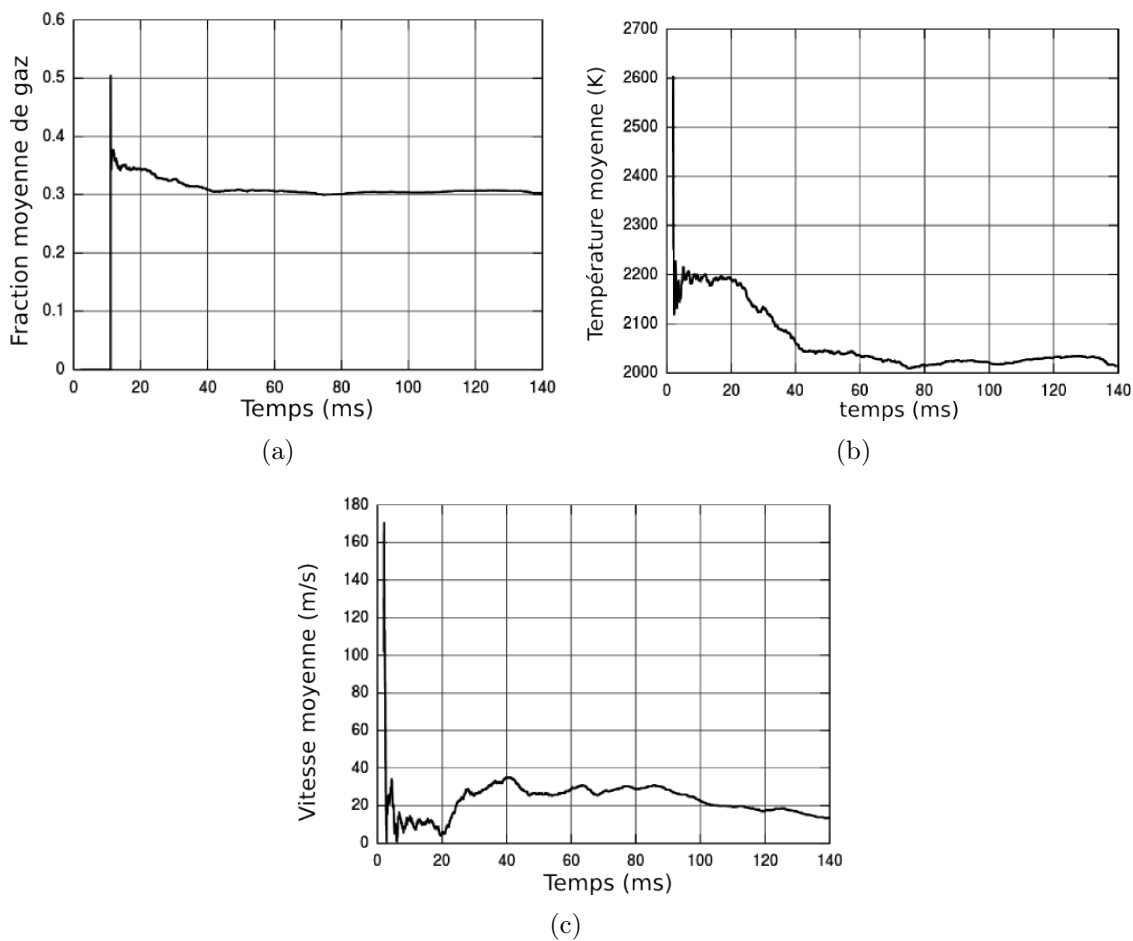 0.6
0.5
0.4
0.3
0.2
0.1
0
Fraction moyenne de gaz
0 20 40 60 80 100 120 140
Temps (ms)
(a)
2700
2600
2500
2400
2300
2200
2100
2000
Température moyenne (K)
0 20 40 60 80 100 120 140
temps (ms)
(b)
180
160
140
120
100
80
60
40
20
0
Vitesse moyenne (m/s)
0 20 40 60 80 100 120 140
Temps (ms)
(c)